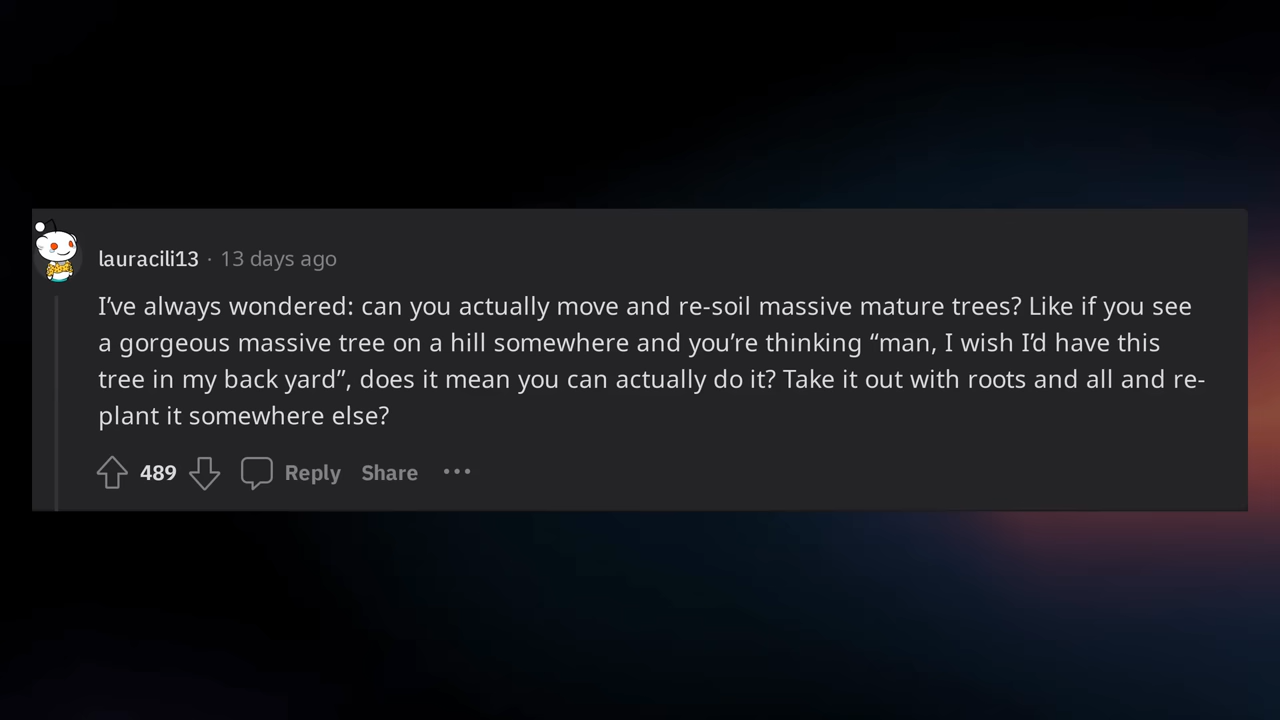 lauracili13 · 13 days ago
I’ve always wondered: can you actually move and re-soil massive mature trees? Like if you see
a gorgeous massive tree on a hill somewhere and you’re thinking “man, I wish I’d have this
tree in my back yard”, does it mean you can actually do it? Take it out with roots and all and re-
plant it somewhere else?
489 Reply Share ···